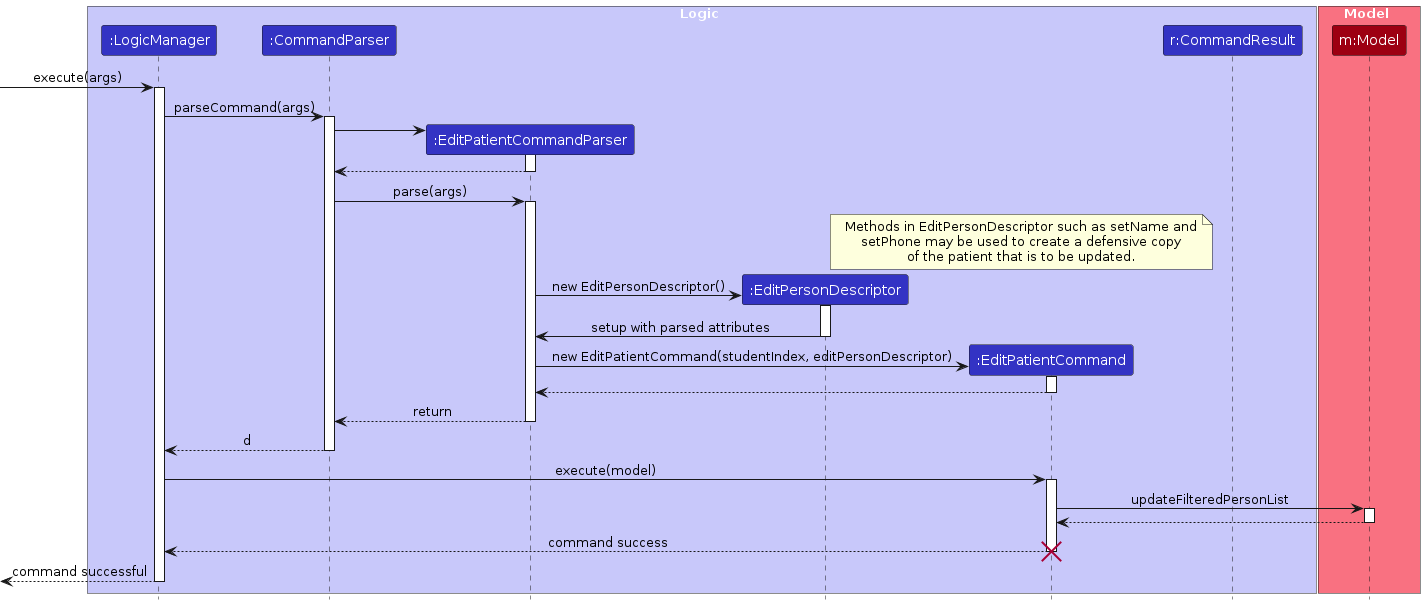 Logic
Model
:LogicManager
:CommandParser
r:CommandResult
m:Model
execute(args)
parseCommand(args)
:EditPatientCommandParser
parse(args)
Methods in EditPersonDescriptor such as setName and
setPhone may be used to create a defensive copy
of the patient that is to be updated.
new EditPersonDescriptor()
:EditPersonDescriptor
setup with parsed attributes
new EditPatientCommand(studentIndex, editPersonDescriptor)
:EditPatientCommand
return
d
execute(model)
updateFilteredPersonList
command success
command successful